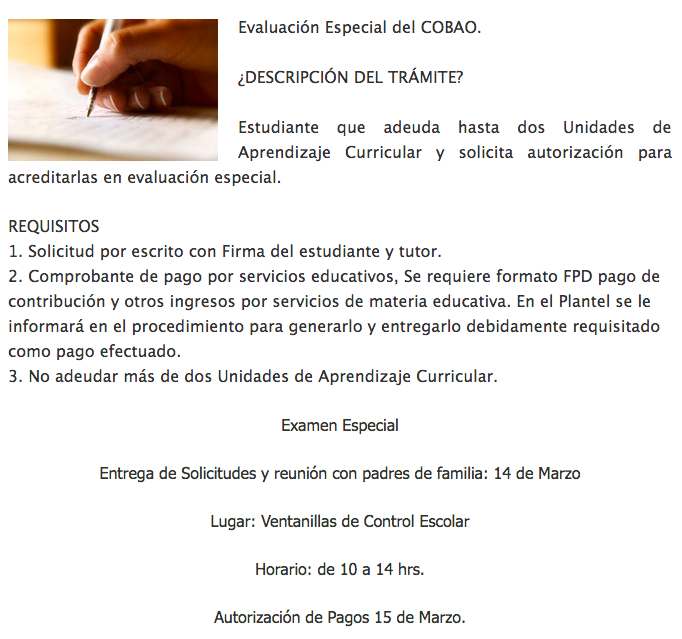 Evaluación Especial del COBAO.
¿DESCRIPCIÓN DEL TRÁMITE?
Estudiante que adeuda hasta dos Unidades de
Aprendizaje Curricular y solicita autorización para
acreditarlas en evaluación especial.
REQUISITOS
1. Solicitud por escrito con Firma del estudiante y tutor.
2. Comprobante de pago por servicios educativos, Se requiere formato FPD pago de
contribución y otros ingresos por servicios de materia educativa. En el Plantel se le
informará en el procedimiento para generarlo y entregarlo debidamente requisitado
como pago efectuado.
3. No adeudar más de dos Unidades de Aprendizaje Curricular.
Examen Especial
Entrega de Solicitudes y reunión con padres de familia: 14 de Marzo
Lugar: Ventanillas de Control Escolar
Horario: de 10 a 14 hrs.
Autorización de Pagos 15 de Marzo.